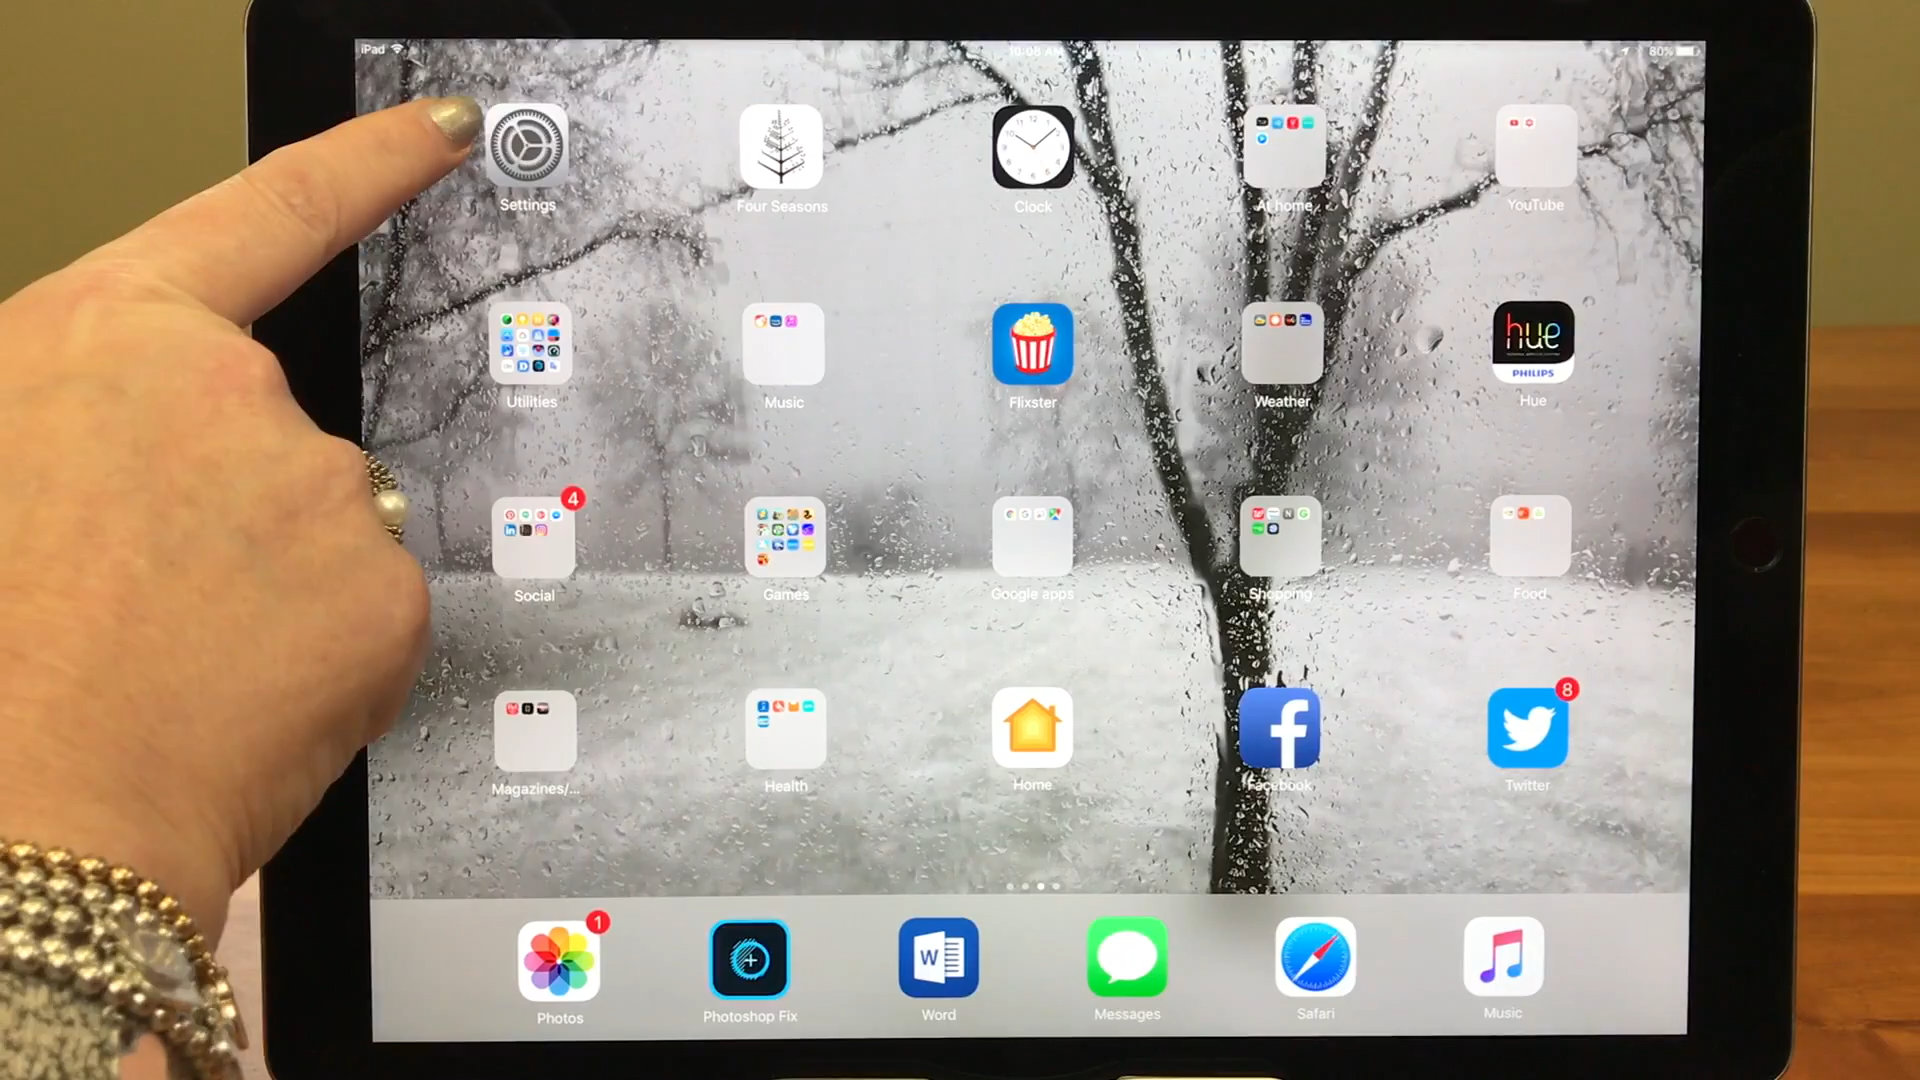 iPad 10:08 AM 80%
Settings Four Seasons Clock At home YouTube
hue
PHILIPS
Utilities Music Flixster Weather Hue
4
Social Games Google apps Shopping Food
8
Magazines/... Health Home Facebook Twitter
1
W
Photos Photoshop Fix Word Messages Safari Music